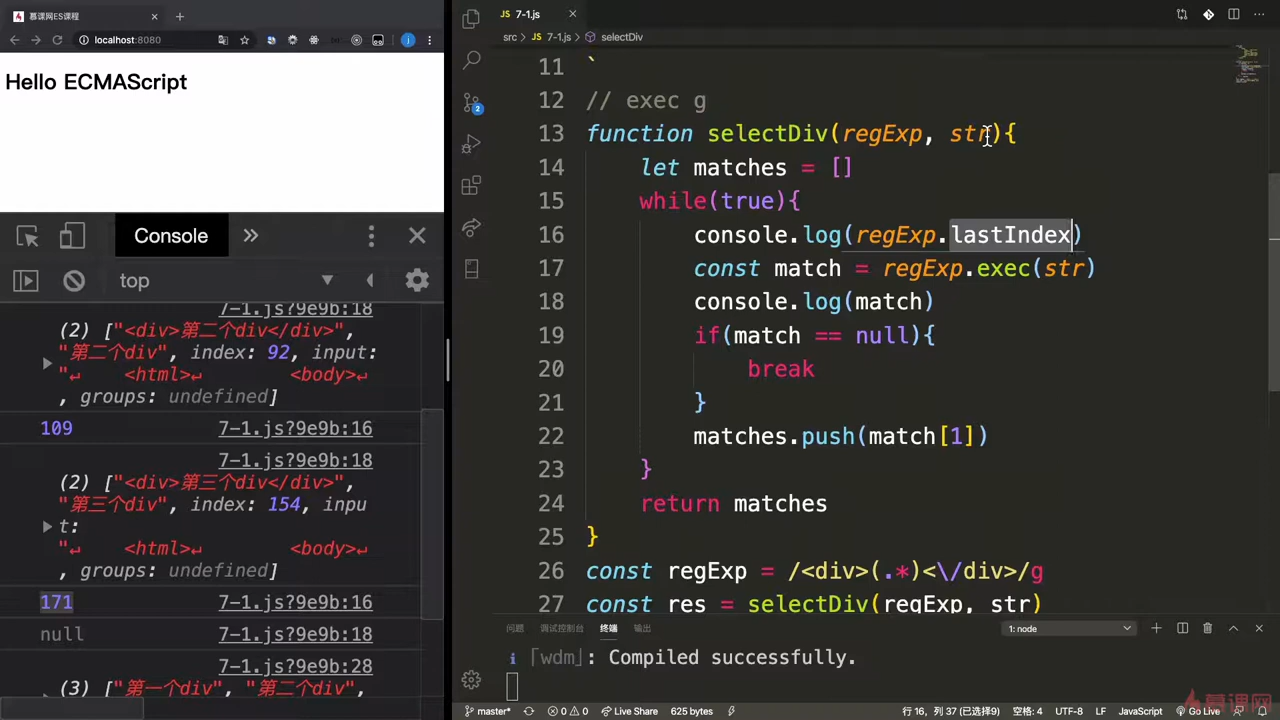 慕课网ES课程
localhost:8080
Hello ECMAScript
Console
top
7-1.js?9e9b:18
(2) ["<div>第二个div</div>",
"第二个div", index: 92, input:
"↵    <html>↵        <body>↵
, groups: undefined]
109 7-1.js?9e9b:16
7-1.js?9e9b:18
(2) ["<div>第三个div</div>",
"第三个div", index: 154, inpu
t:
"↵    <html>↵        <body>↵
, groups: undefined]
171 7-1.js?9e9b:16
null 7-1.js?9e9b:18
7-1.js?9e9b:28
(3) ["第一个div", "第二个div",
7-1.js
src > 7-1.js > selectDiv
11 `
12 // exec g
13 function selectDiv(regExp, str){
14     let matches = []
15     while(true){
16         console.log(regExp.lastIndex)
17         const match = regExp.exec(str)
18         console.log(match)
19         if(match == null){
20             break
21         }
22         matches.push(match[1])
23     }
24     return matches
25 }
26 const regExp = /<div>(.*)<\/div>/g
27 const res = selectDiv(regExp, str)
问题 调试控制台 终端 输出 1: node
i ｢wdm｣: Compiled successfully.
master* 0 0 Live Share 625 bytes 行 16, 列 37 (已选择9) 空格: 4 UTF-8 LF JavaScript Go Live
慕课网